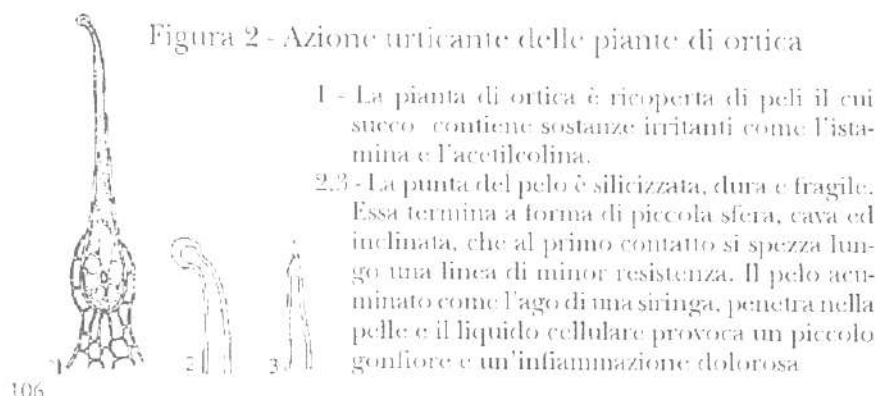 Figura 2 - Azione urticante delle piante di ortica
1 - La pianta di ortica è ricoperta di peli il cui
succo contiene sostanze irritanti come l'ista-
mina e l'acetilcolina.
2,3 - La punta del pelo è silicizzata, dura e fragile.
Essa termina a forma di piccola sfera, cava ed
inclinata, che al primo contatto si spezza lun-
go una linea di minor resistenza. Il pelo acu-
minato come l'ago di una siringa, penetra nella
pelle e il liquido cellulare provoca un piccolo
gonfiore e un'infiammazione dolorosa
1 2 3
106